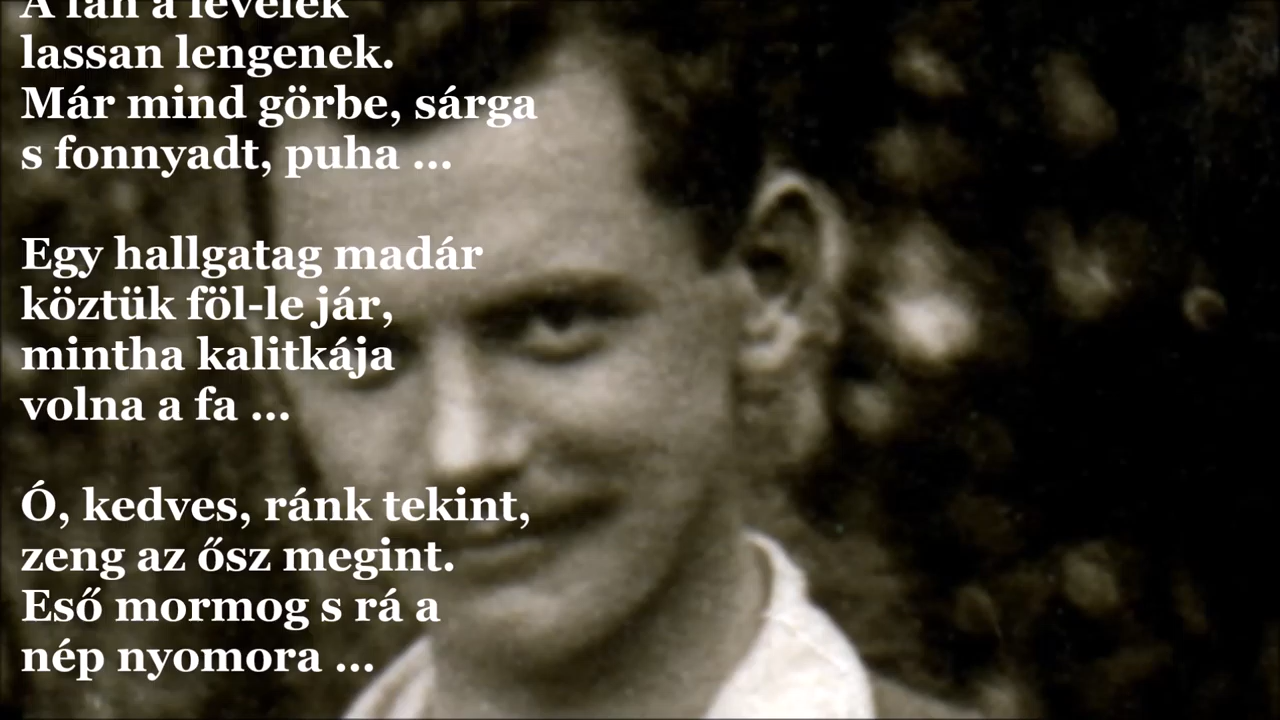 A fán a levelek
lassan lengenek.
Már mind görbe, sárga
s fonnyadt, puha ...
Egy hallgatag madár
köztük föl-le jár,
mintha kalitkája
volna a fa ...
Ó, kedves, ránk tekint,
zeng az ősz megint.
Eső mormog s rá a
nép nyomora ...